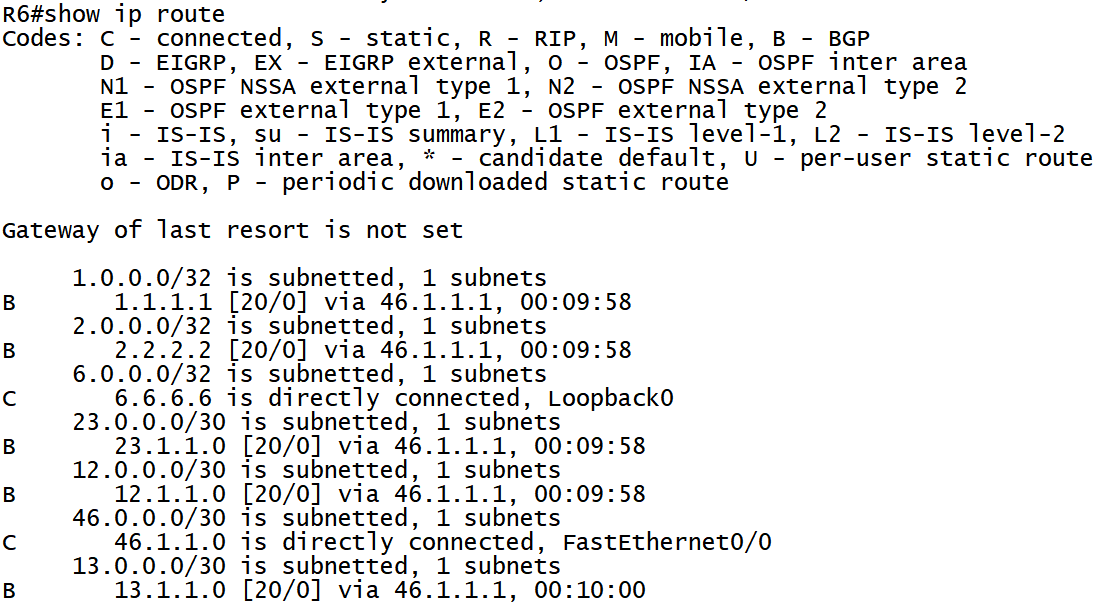 R6#show ip route
Codes: C - connected, S - static, R - RIP, M - mobile, B - BGP
       D - EIGRP, EX - EIGRP external, O - OSPF, IA - OSPF inter area
       N1 - OSPF NSSA external type 1, N2 - OSPF NSSA external type 2
       E1 - OSPF external type 1, E2 - OSPF external type 2
       i - IS-IS, su - IS-IS summary, L1 - IS-IS level-1, L2 - IS-IS level-2
       ia - IS-IS inter area, * - candidate default, U - per-user static route
       o - ODR, P - periodic downloaded static route

Gateway of last resort is not set

     1.0.0.0/32 is subnetted, 1 subnets
B       1.1.1.1 [20/0] via 46.1.1.1, 00:09:58
     2.0.0.0/32 is subnetted, 1 subnets
B       2.2.2.2 [20/0] via 46.1.1.1, 00:09:58
     6.0.0.0/32 is subnetted, 1 subnets
C       6.6.6.6 is directly connected, Loopback0
     23.0.0.0/30 is subnetted, 1 subnets
B       23.1.1.0 [20/0] via 46.1.1.1, 00:09:58
     12.0.0.0/30 is subnetted, 1 subnets
B       12.1.1.0 [20/0] via 46.1.1.1, 00:09:58
     46.0.0.0/30 is subnetted, 1 subnets
C       46.1.1.0 is directly connected, FastEthernet0/0
     13.0.0.0/30 is subnetted, 1 subnets
B       13.1.1.0 [20/0] via 46.1.1.1, 00:10:00